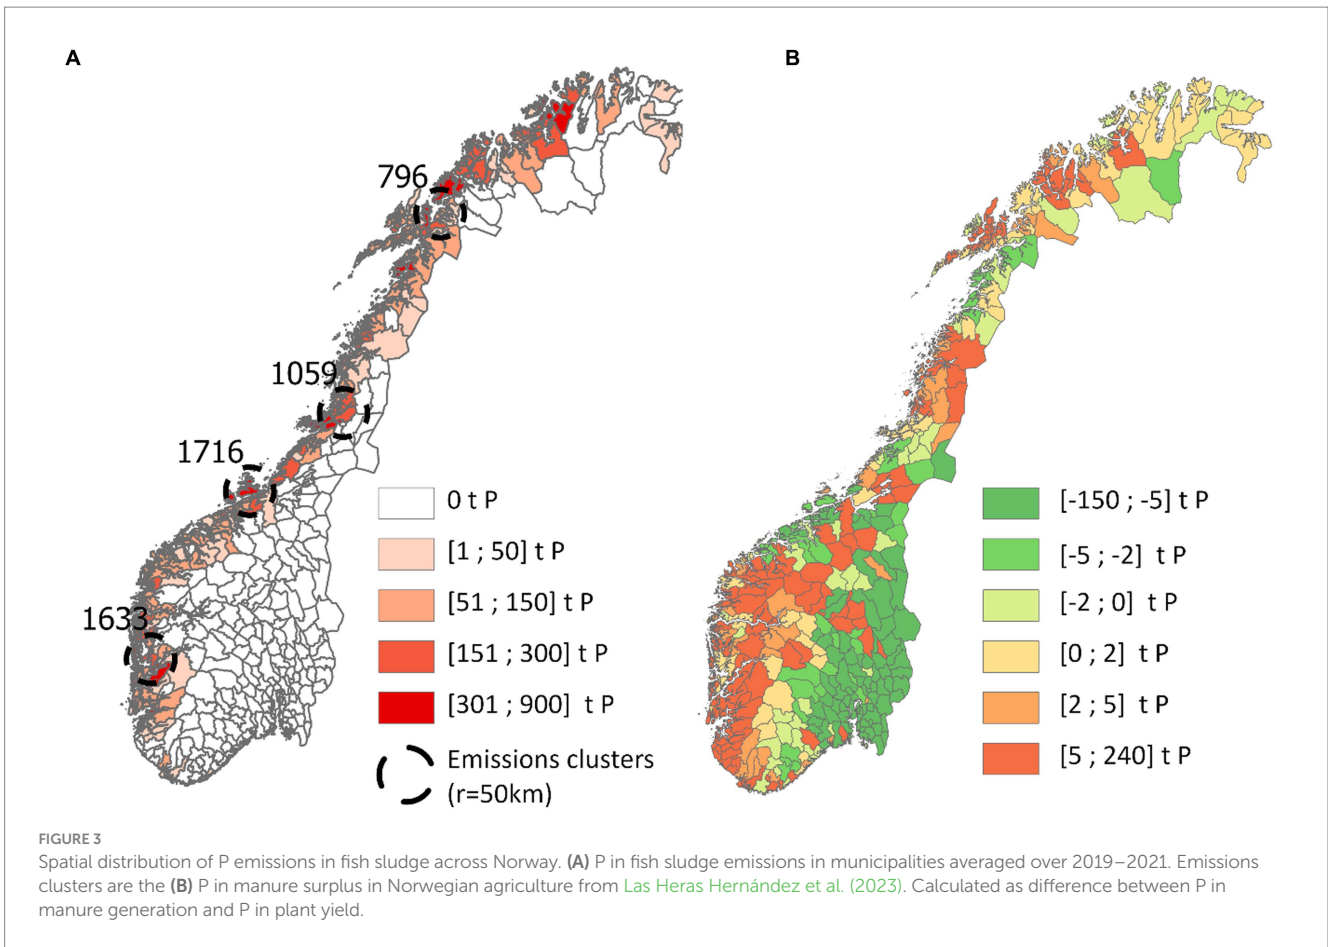 A
B
796
1059
1716
1633
0 t P
[1 ; 50] t P
[51 ; 150] t P
[151 ; 300] t P
[301 ; 900] t P
Emissions clusters
(r=50km)
[-150 ; -5] t P
[-5 ; -2] t P
[-2 ; 0] t P
[0 ; 2] t P
[2 ; 5] t P
[5 ; 240] t P
FIGURE 3
Spatial distribution of P emissions in fish sludge across Norway. (A) P in fish sludge emissions in municipalities averaged over 2019–2021. Emissions
clusters are the (B) P in manure surplus in Norwegian agriculture from Las Heras Hernández et al. (2023). Calculated as difference between P in
manure generation and P in plant yield.